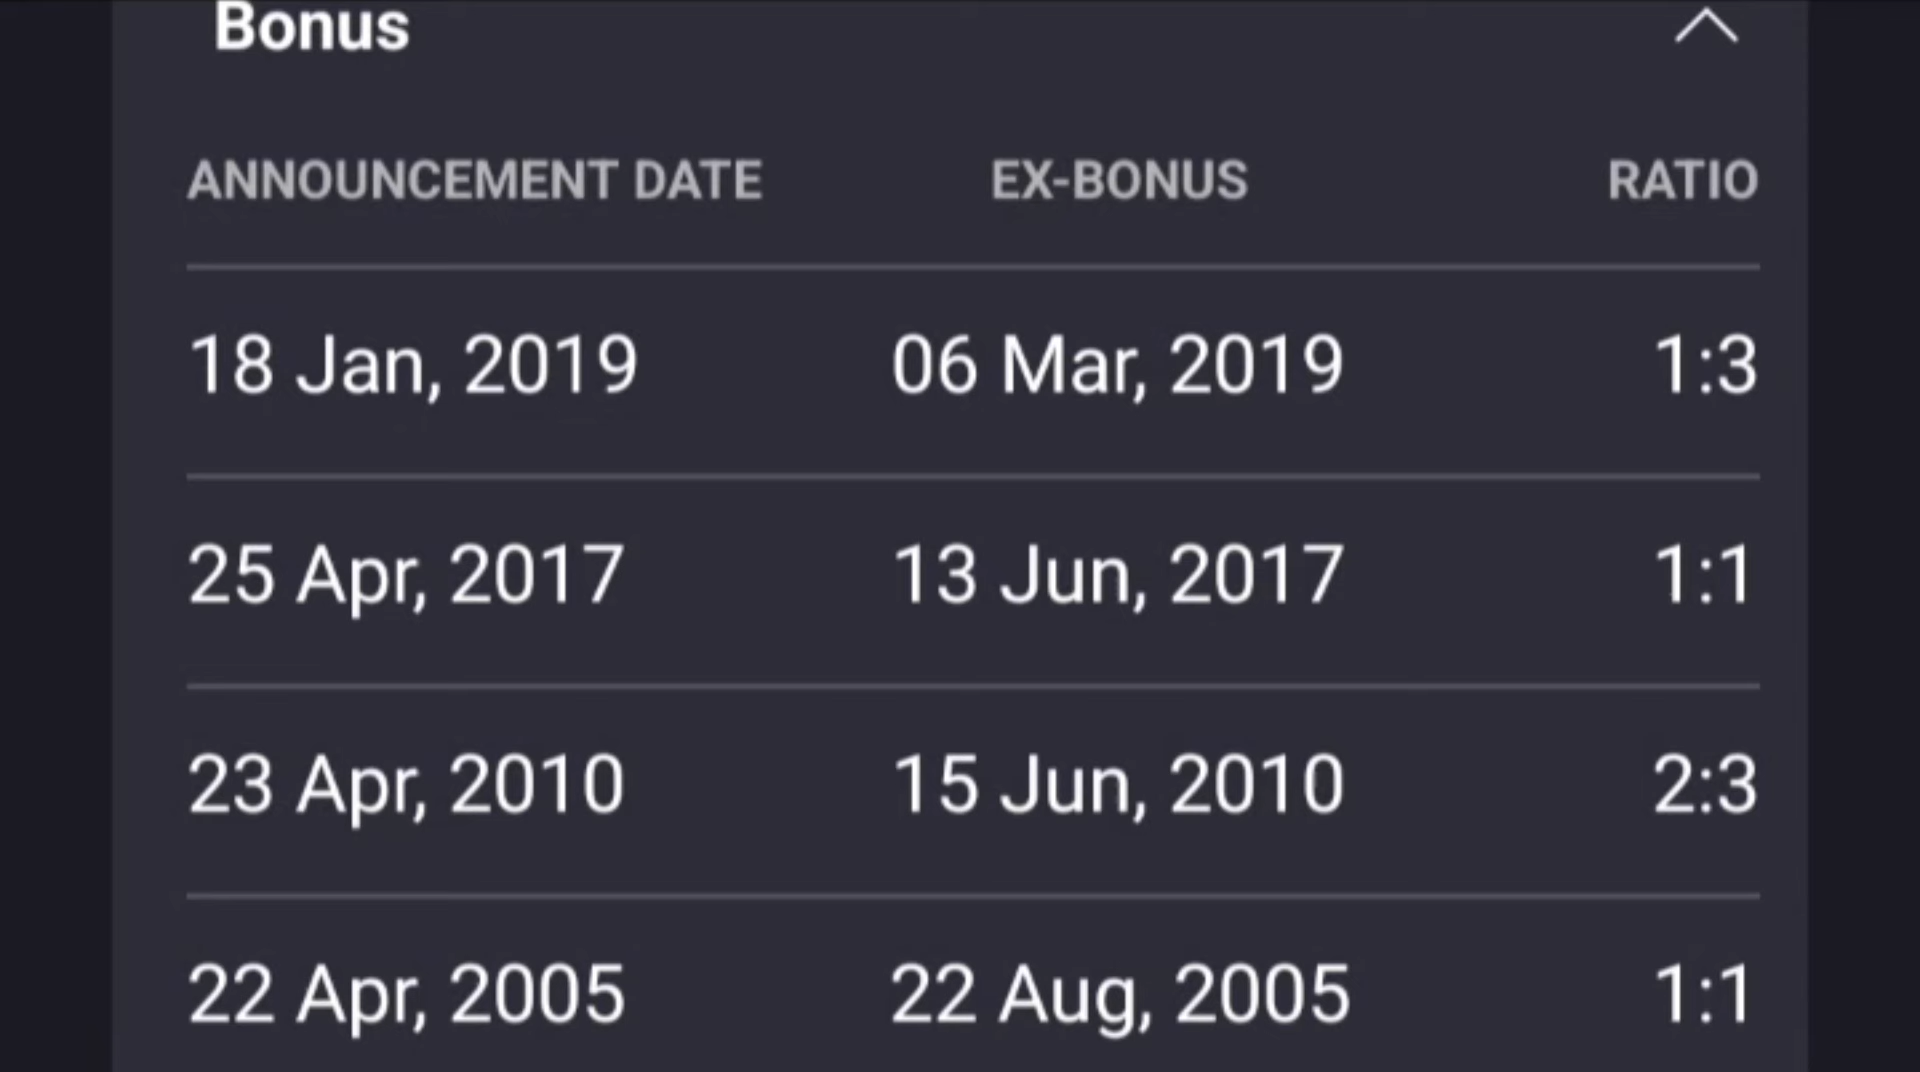 Bonus
ANNOUNCEMENT DATE EX-BONUS RATIO
18 Jan, 2019 06 Mar, 2019 1:3
25 Apr, 2017 13 Jun, 2017 1:1
23 Apr, 2010 15 Jun, 2010 2:3
22 Apr, 2005 22 Aug, 2005 1:1